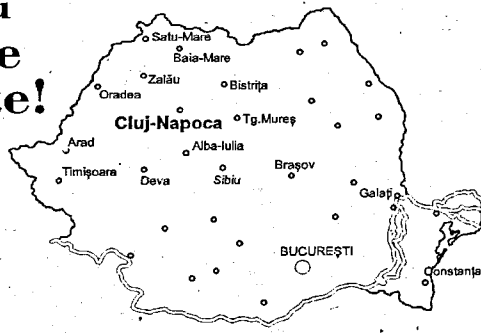 Satu-Mare
Baia-Mare
Zalău
Oradea
Bistrița
Cluj-Napoca
Tg.Mureș
Arad
Alba-Iulia
Timișoara
Deva
Sibiu
Brașov
Galați
BUCUREȘTI
Constanța